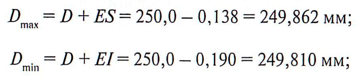 D_max = D + ES = 250,0 – 0,138 = 249,862 мм;
D_min = D + EI = 250,0 – 0,190 = 249,810 мм;